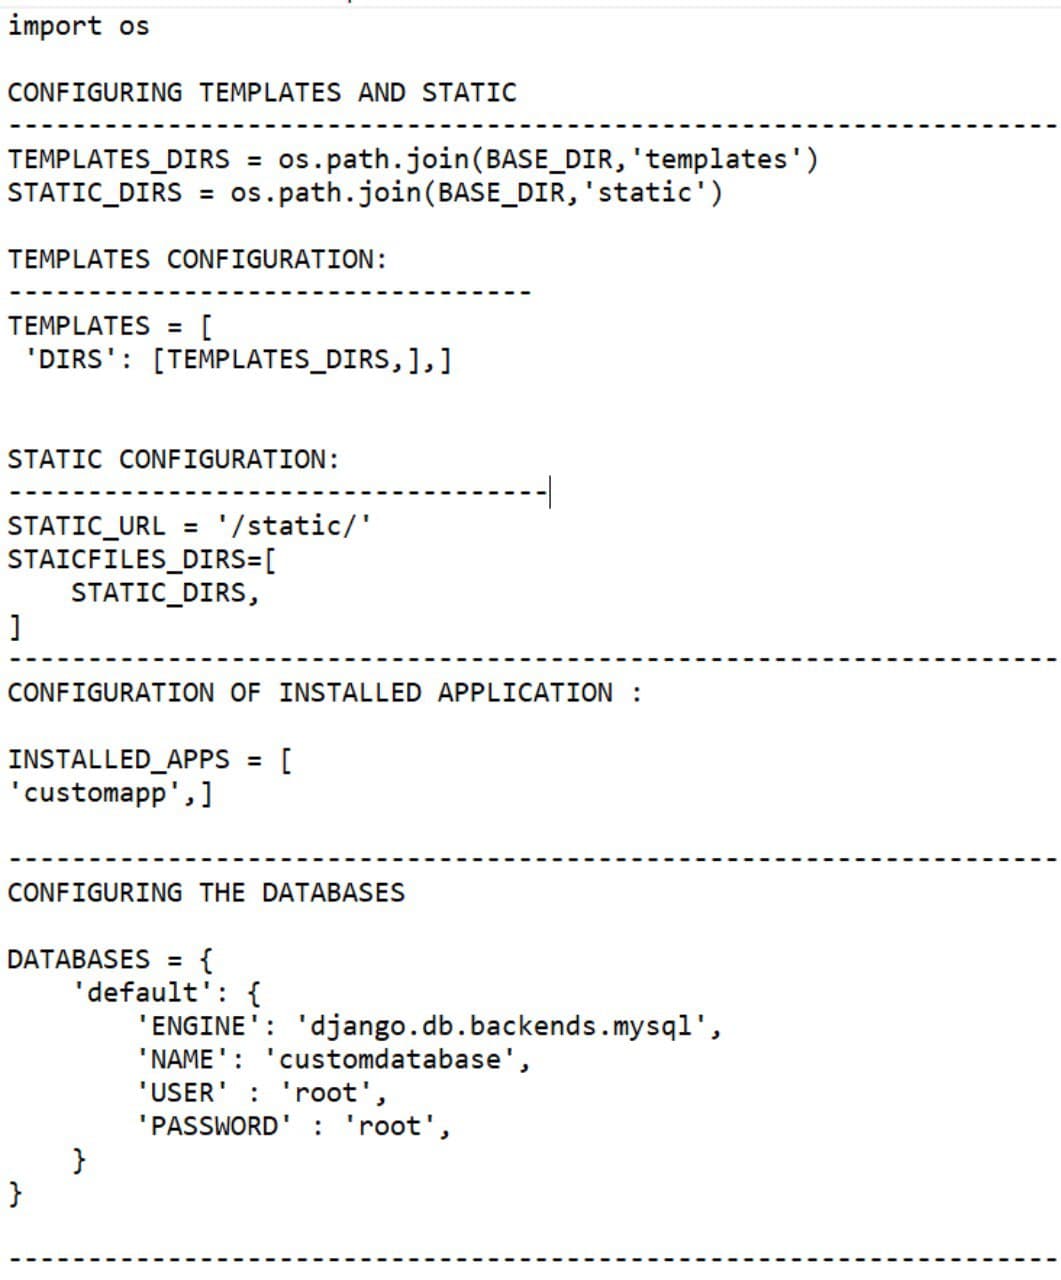 import os
CONFIGURING TEMPLATES AND STATIC
------------------------------------------------------------------
TEMPLATES_DIRS = os.path.join(BASE_DIR,'templates')
STATIC_DIRS = os.path.join(BASE_DIR,'static')
TEMPLATES CONFIGURATION:
---------------------------------
TEMPLATES = [
 'DIRS': [TEMPLATES_DIRS,],]
STATIC CONFIGURATION:
----------------------------------
STATIC_URL = '/static/'
STAICFILES_DIRS=[
    STATIC_DIRS,
]
------------------------------------------------------------------
CONFIGURATION OF INSTALLED APPLICATION :
INSTALLED_APPS = [
'customapp',]
------------------------------------------------------------------
CONFIGURING THE DATABASES
DATABASES = {
    'default': {
        'ENGINE': 'django.db.backends.mysql',
        'NAME': 'customdatabase',
        'USER' : 'root',
        'PASSWORD' : 'root',
    }
}
------------------------------------------------------------------